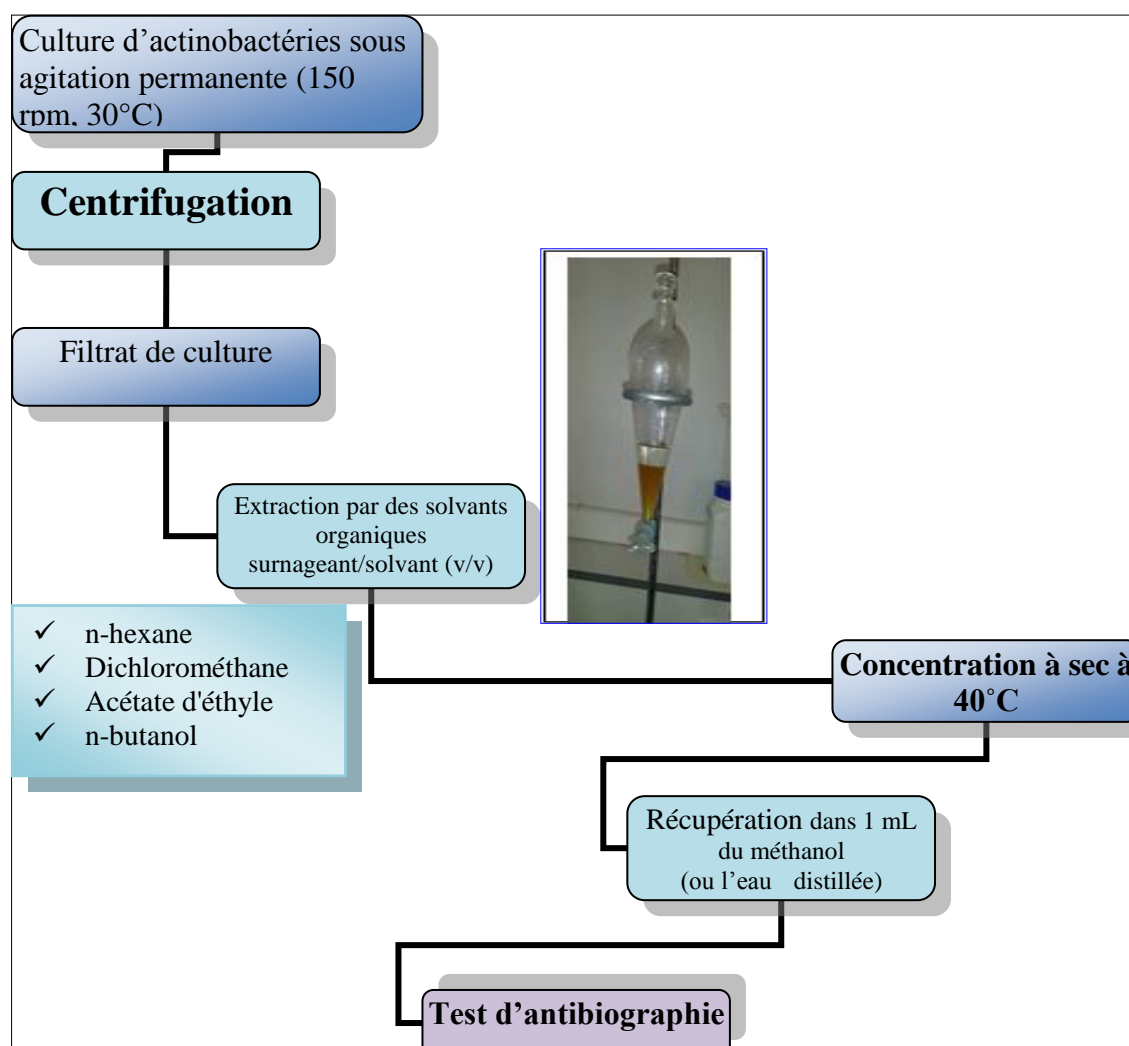 Culture d’actinobactéries sous
agitation permanente (150
rpm, 30°C)
Centrifugation
Filtrat de culture
Extraction par des solvants
organiques
surnageant/solvant (v/v)
✓ n-hexane
✓ Dichlorométhane
✓ Acétate d'éthyle
✓ n-butanol
Concentration à sec à
40˚C
Récupération dans 1 mL
du méthanol
(ou l’eau distillée)
Test d’antibiographie